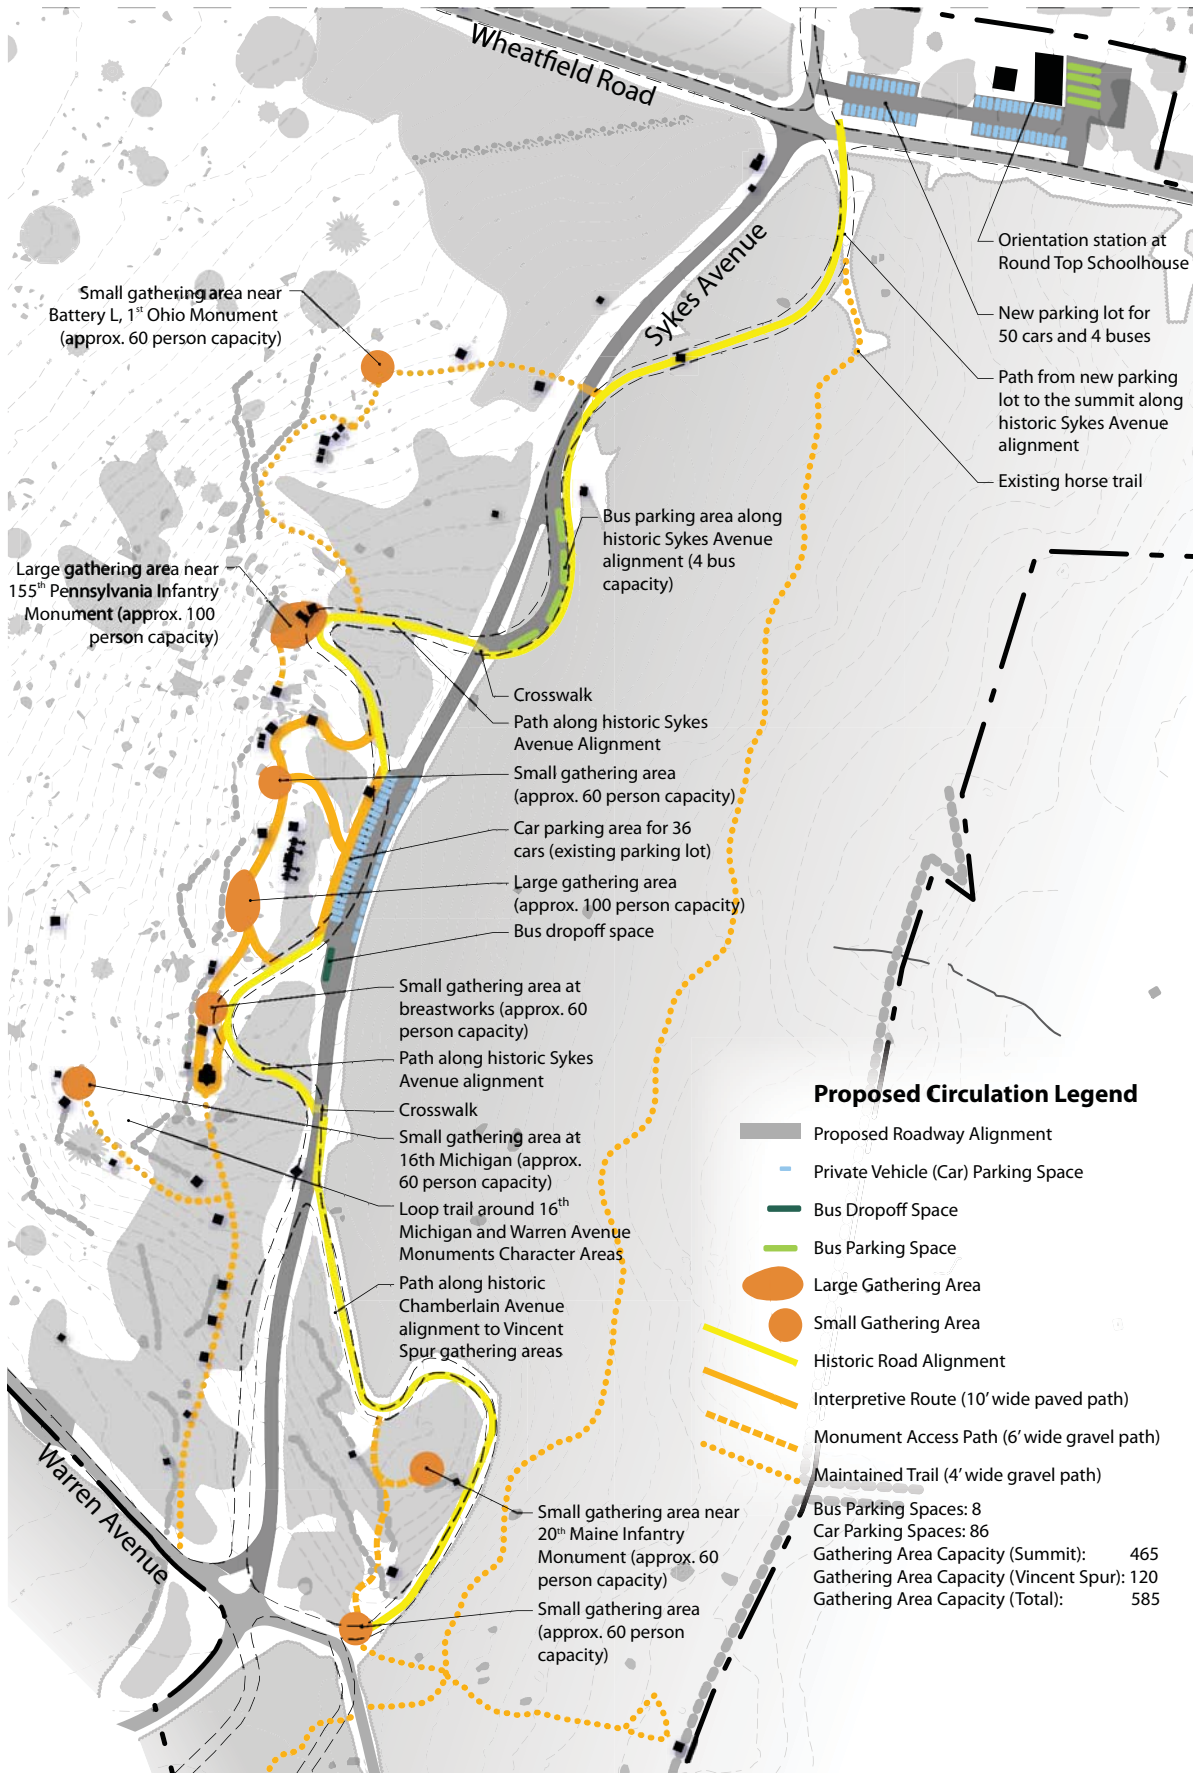 Wheatfield Road
Sykes Avenue
Orientation station at
Round Top Schoolhouse
New parking lot for
50 cars and 4 buses
Path from new parking
lot to the summit along
historic Sykes Avenue
alignment
Existing horse trail
Small gathering area near
Battery L, 1st Ohio Monument
(approx. 60 person capacity)
Bus parking area along
historic Sykes Avenue
alignment (4 bus
capacity)
Large gathering area near
155th Pennsylvania Infantry
Monument (approx. 100
person capacity)
Crosswalk
Path along historic Sykes
Avenue Alignment
Small gathering area
(approx. 60 person capacity)
Car parking area for 36
cars (existing parking lot)
Large gathering area
(approx. 100 person capacity)
Bus dropoff space
Small gathering area at
breastworks (approx. 60
person capacity)
Path along historic Sykes
Avenue alignment
Crosswalk
Small gathering area at
16th Michigan (approx.
60 person capacity)
Loop trail around 16th
Michigan and Warren Avenue
Monuments Character Areas
Path along historic
Chamberlain Avenue
alignment to Vincent
Spur gathering areas
Warren Avenue
Small gathering area near
20th Maine Infantry
Monument (approx. 60
person capacity)
Small gathering area
(approx. 60 person
capacity)
Proposed Circulation Legend
Proposed Roadway Alignment
Private Vehicle (Car) Parking Space
Bus Dropoff Space
Bus Parking Space
Large Gathering Area
Small Gathering Area
Historic Road Alignment
Interpretive Route (10' wide paved path)
Monument Access Path (6' wide gravel path)
Maintained Trail (4' wide gravel path)
Bus Parking Spaces: 8
Car Parking Spaces: 86
Gathering Area Capacity (Summit): 465
Gathering Area Capacity (Vincent Spur): 120
Gathering Area Capacity (Total): 585